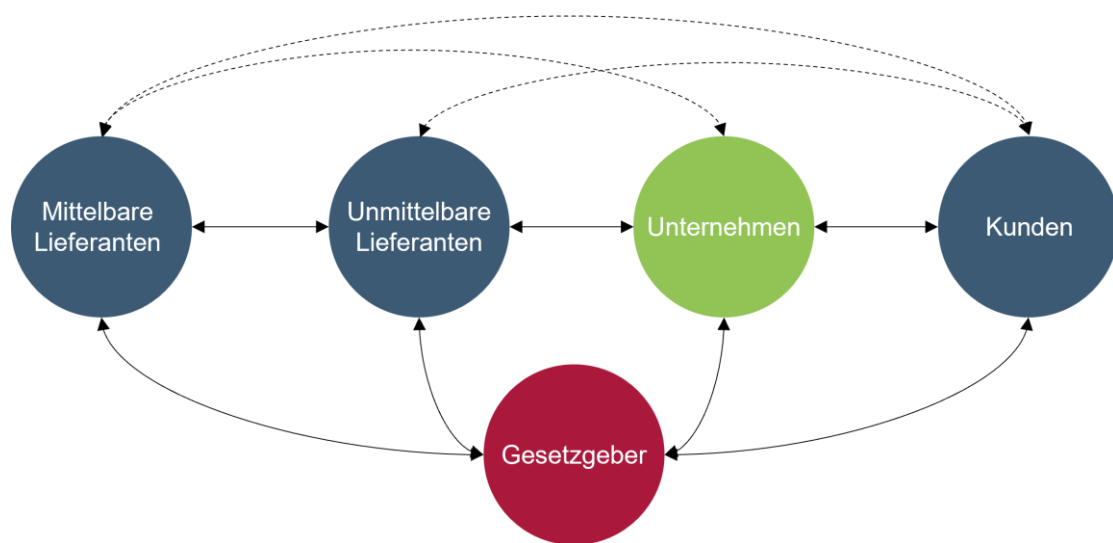 Mittelbare
Lieferanten
Unmittelbare
Lieferanten
Unternehmen
Kunden
Gesetzgeber